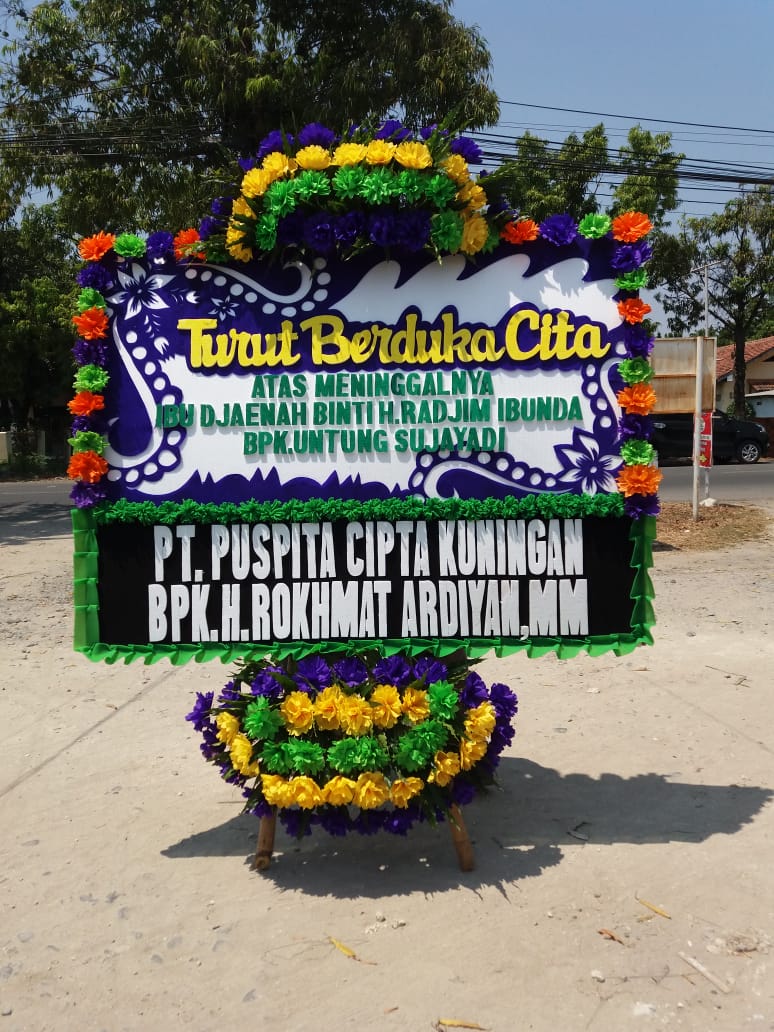 Turut Berduka Cita
ATAS MENINGGALNYA
IBU DJAENAH BINTI H.RADJIM IBUNDA
BPK.UNTUNG SUJAYADI
PT. PUSPITA CIPTA KUNINGAN
BPK.H.ROKHMAT ARDIYAN,MM